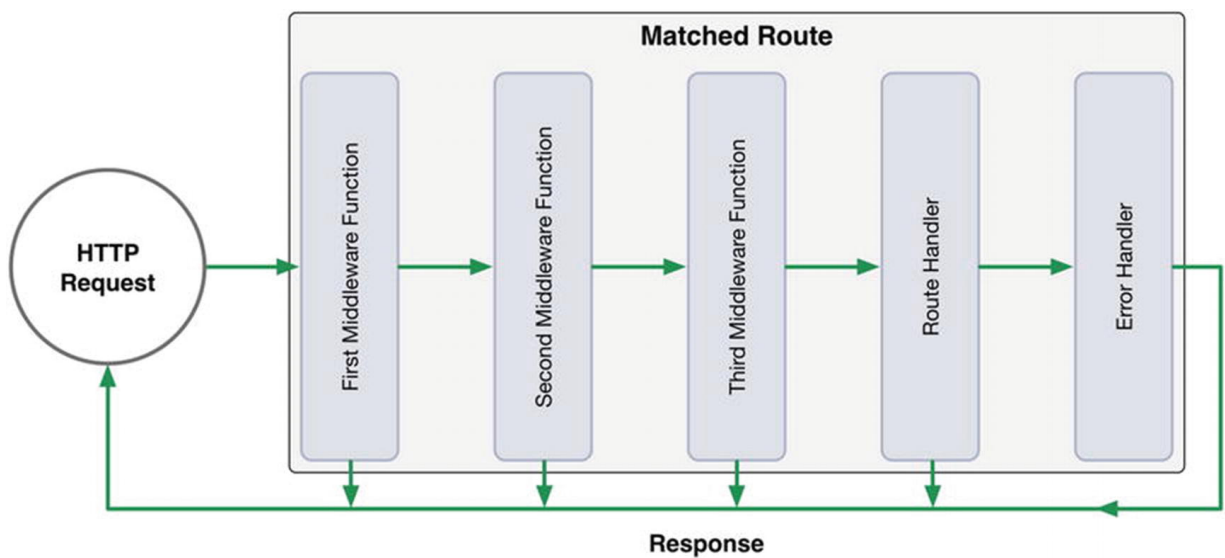 Matched Route
HTTP
Request
First Middleware Function
Second Middleware Function
Third Middleware Function
Route Handler
Error Handler
Response